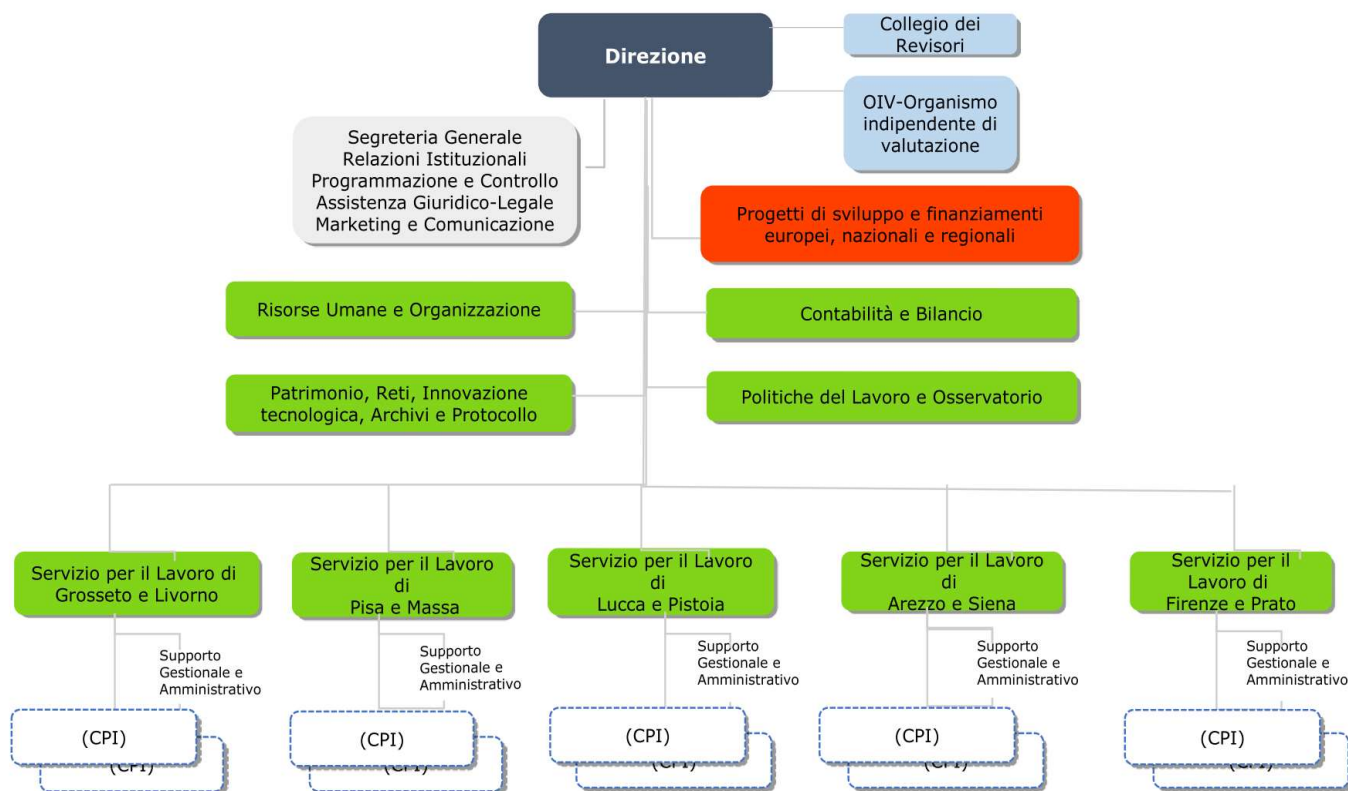 Direzione
Collegio dei
Revisori
OIV-Organismo
indipendente di
valutazione
Segreteria Generale
Relazioni Istituzionali
Programmazione e Controllo
Assistenza Giuridico-Legale
Marketing e Comunicazione
Progetti di sviluppo e finanziamenti
europei, nazionali e regionali
Risorse Umane e Organizzazione
Contabilità e Bilancio
Patrimonio, Reti, Innovazione
tecnologica, Archivi e Protocollo
Politiche del Lavoro e Osservatorio
Servizio per il Lavoro di
Grosseto e Livorno
Servizio per il Lavoro
di
Pisa e Massa
Servizio per il Lavoro
di
Lucca e Pistoia
Servizio per il Lavoro
di
Arezzo e Siena
Servizio per il
Lavoro di
Firenze e Prato
Supporto
Gestionale e
Amministrativo
Supporto
Gestionale e
Amministrativo
Supporto
Gestionale e
Amministrativo
Supporto
Gestionale e
Amministrativo
Supporto
Gestionale e
Amministrativo
(CPI)
(CPI)
(CPI)
(CPI)
(CPI)
(CPI)
(CPI)
(CPI)
(CPI)
(CPI)